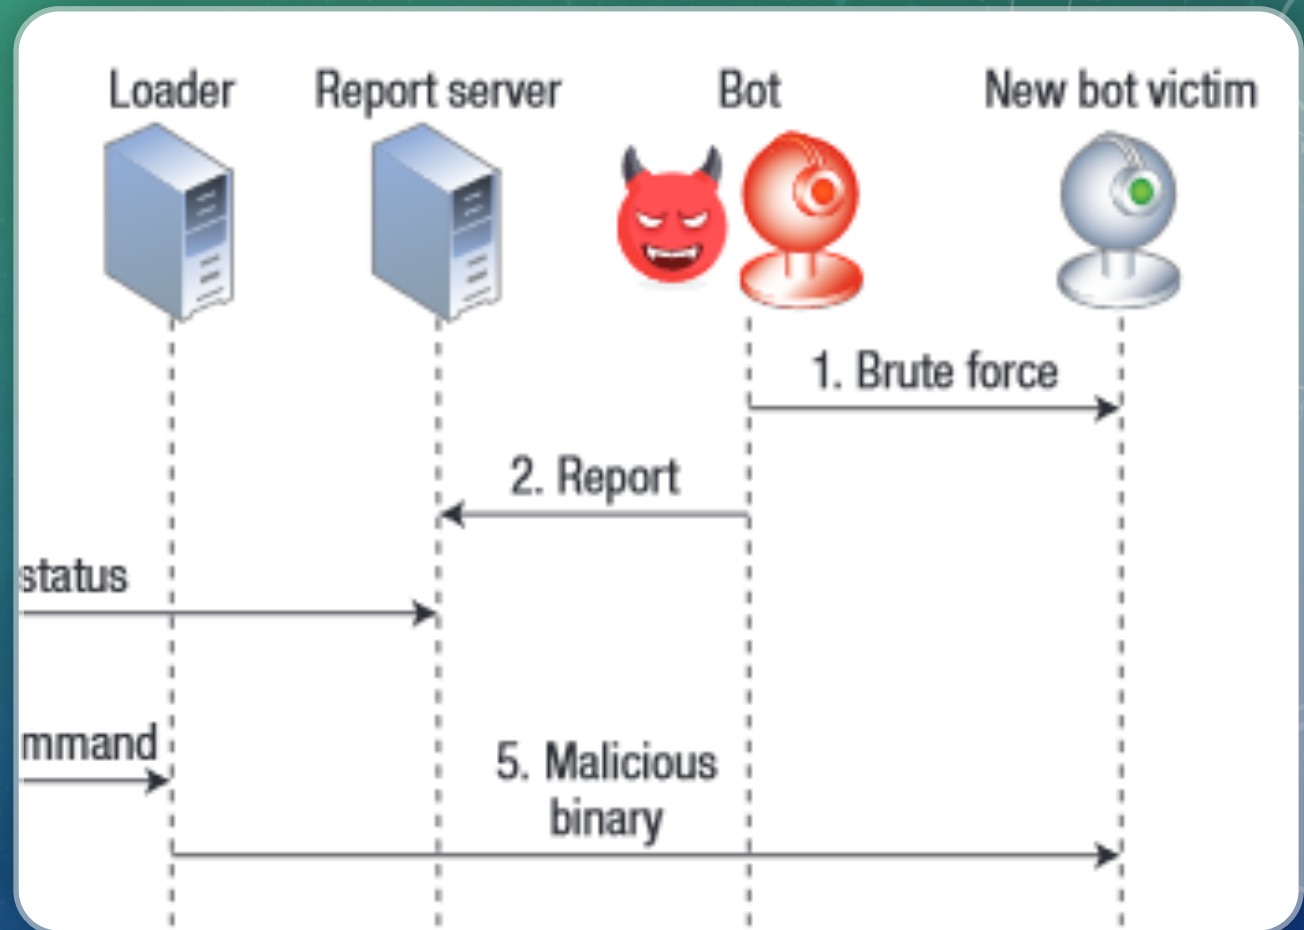 Loader
Report server
Bot
New bot victim
1. Brute force
2. Report
status
mmand
5. Malicious
binary